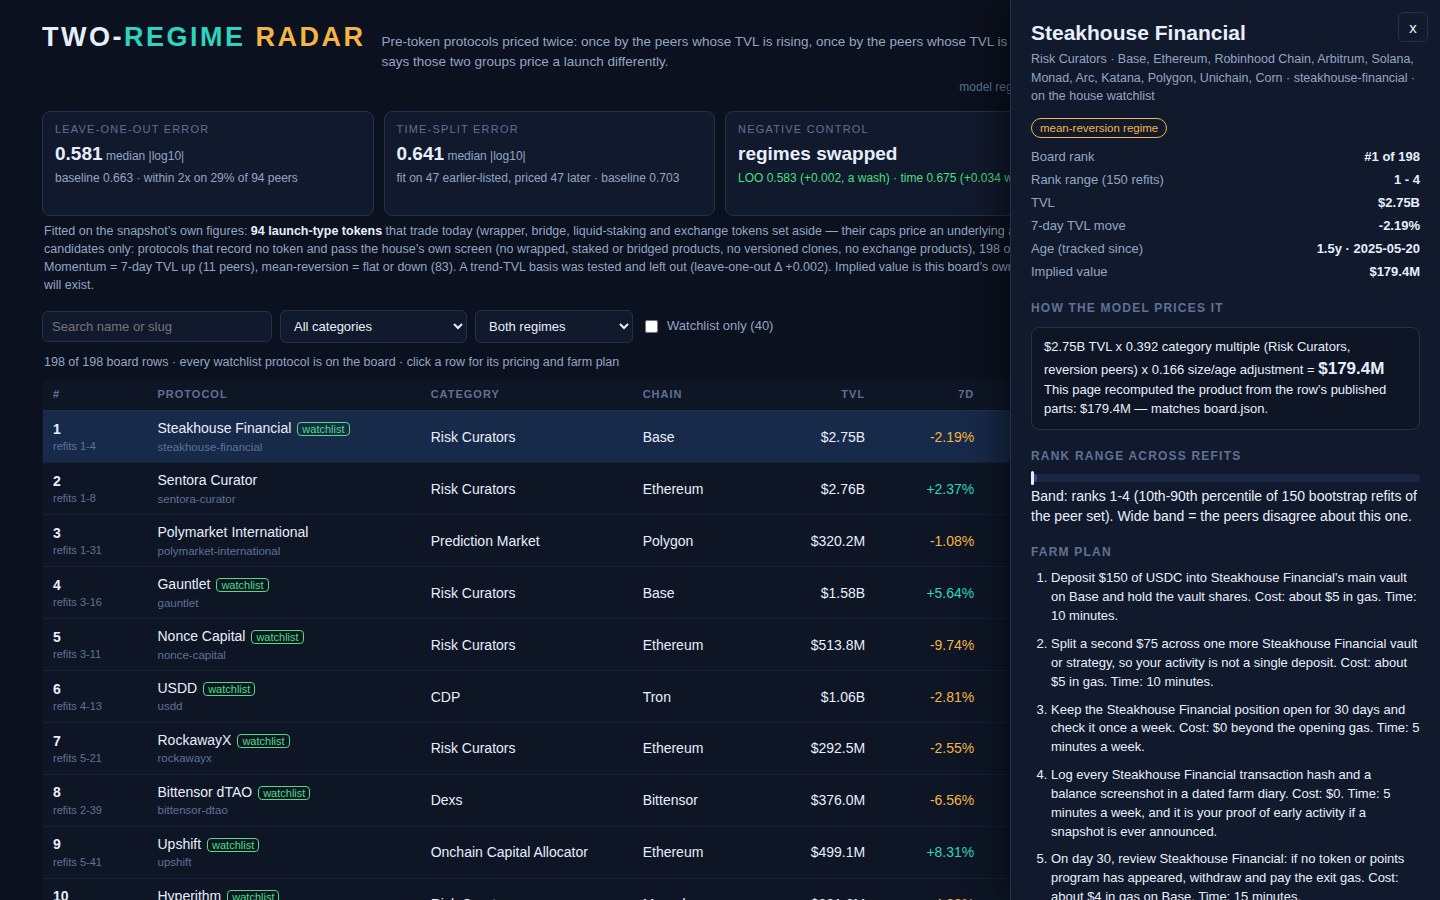 TWO-REGIME RADAR
Pre-token protocols priced twice: once by the peers whose TVL is rising, once by the peers whose TVL is
says those two groups price a launch differently.
model reg
LEAVE-ONE-OUT ERROR
0.581 median |log10|
baseline 0.663 · within 2x on 29% of 94 peers
TIME-SPLIT ERROR
0.641 median |log10|
fit on 47 earlier-listed, priced 47 later · baseline 0.703
NEGATIVE CONTROL
regimes swapped
LOO 0.583 (+0.002, a wash) · time 0.675 (+0.034 w
Fitted on the snapshot's own figures: 94 launch-type tokens that trade today (wrapper, bridge, liquid-staking and exchange tokens set aside — their caps price an underlying
candidates only: protocols that record no token and pass the house's own screen (no wrapped, staked or bridged products, no versioned clones, no exchange products), 198 o
Momentum = 7-day TVL up (11 peers), mean-reversion = flat or down (83). A trend-TVL basis was tested and left out (leave-one-out Δ +0.002). Implied value is this board's own
will exist.
Search name or slug
All categories
Both regimes
Watchlist only (40)
198 of 198 board rows · every watchlist protocol is on the board · click a row for its pricing and farm plan
# PROTOCOL CATEGORY CHAIN TVL 7D
1 Steakhouse Financial watchlist Risk Curators Base $2.75B -2.19%
refits 1-4 steakhouse-financial
2 Sentora Curator Risk Curators Ethereum $2.76B +2.37%
refits 1-8 sentora-curator
3 Polymarket International Prediction Market Polygon $320.2M -1.08%
refits 1-31 polymarket-international
4 Gauntlet watchlist Risk Curators Base $1.58B +5.64%
refits 3-16 gauntlet
5 Nonce Capital watchlist Risk Curators Ethereum $513.8M -9.74%
refits 3-11 nonce-capital
6 USDD watchlist CDP Tron $1.06B -2.81%
refits 4-13 usdd
7 RockawayX watchlist Risk Curators Ethereum $292.5M -2.55%
refits 5-21 rockawayx
8 Bittensor dTAO watchlist Dexs Bittensor $376.0M -6.56%
refits 2-39 bittensor-dtao
9 Upshift watchlist Onchain Capital Allocator Ethereum $499.1M +8.31%
refits 5-41 upshift
10 Hyperithm watchlist
Steakhouse Financial
x
Risk Curators · Base, Ethereum, Robinhood Chain, Arbitrum, Solana,
Monad, Arc, Katana, Polygon, Unichain, Corn · steakhouse-financial ·
on the house watchlist
mean-reversion regime
Board rank #1 of 198
Rank range (150 refits) 1 - 4
TVL $2.75B
7-day TVL move -2.19%
Age (tracked since) 1.5y · 2025-05-20
Implied value $179.4M
HOW THE MODEL PRICES IT
$2.75B TVL x 0.392 category multiple (Risk Curators,
reversion peers) x 0.166 size/age adjustment = $179.4M
This page recomputed the product from the row's published
parts: $179.4M — matches board.json.
RANK RANGE ACROSS REFITS
Band: ranks 1-4 (10th-90th percentile of 150 bootstrap refits of
the peer set). Wide band = the peers disagree about this one.
FARM PLAN
1. Deposit $150 of USDC into Steakhouse Financial's main vault
on Base and hold the vault shares. Cost: about $5 in gas. Time:
10 minutes.
2. Split a second $75 across one more Steakhouse Financial vault
or strategy, so your activity is not a single deposit. Cost: about
$5 in gas. Time: 10 minutes.
3. Keep the Steakhouse Financial position open for 30 days and
check it once a week. Cost: $0 beyond the opening gas. Time: 5
minutes a week.
4. Log every Steakhouse Financial transaction hash and a
balance screenshot in a dated farm diary. Cost: $0. Time: 5
minutes a week, and it is your proof of early activity if a
snapshot is ever announced.
5. On day 30, review Steakhouse Financial: if no token or points
program has appeared, withdraw and pay the exit gas. Cost:
about $4 in gas on Base. Time: 15 minutes.